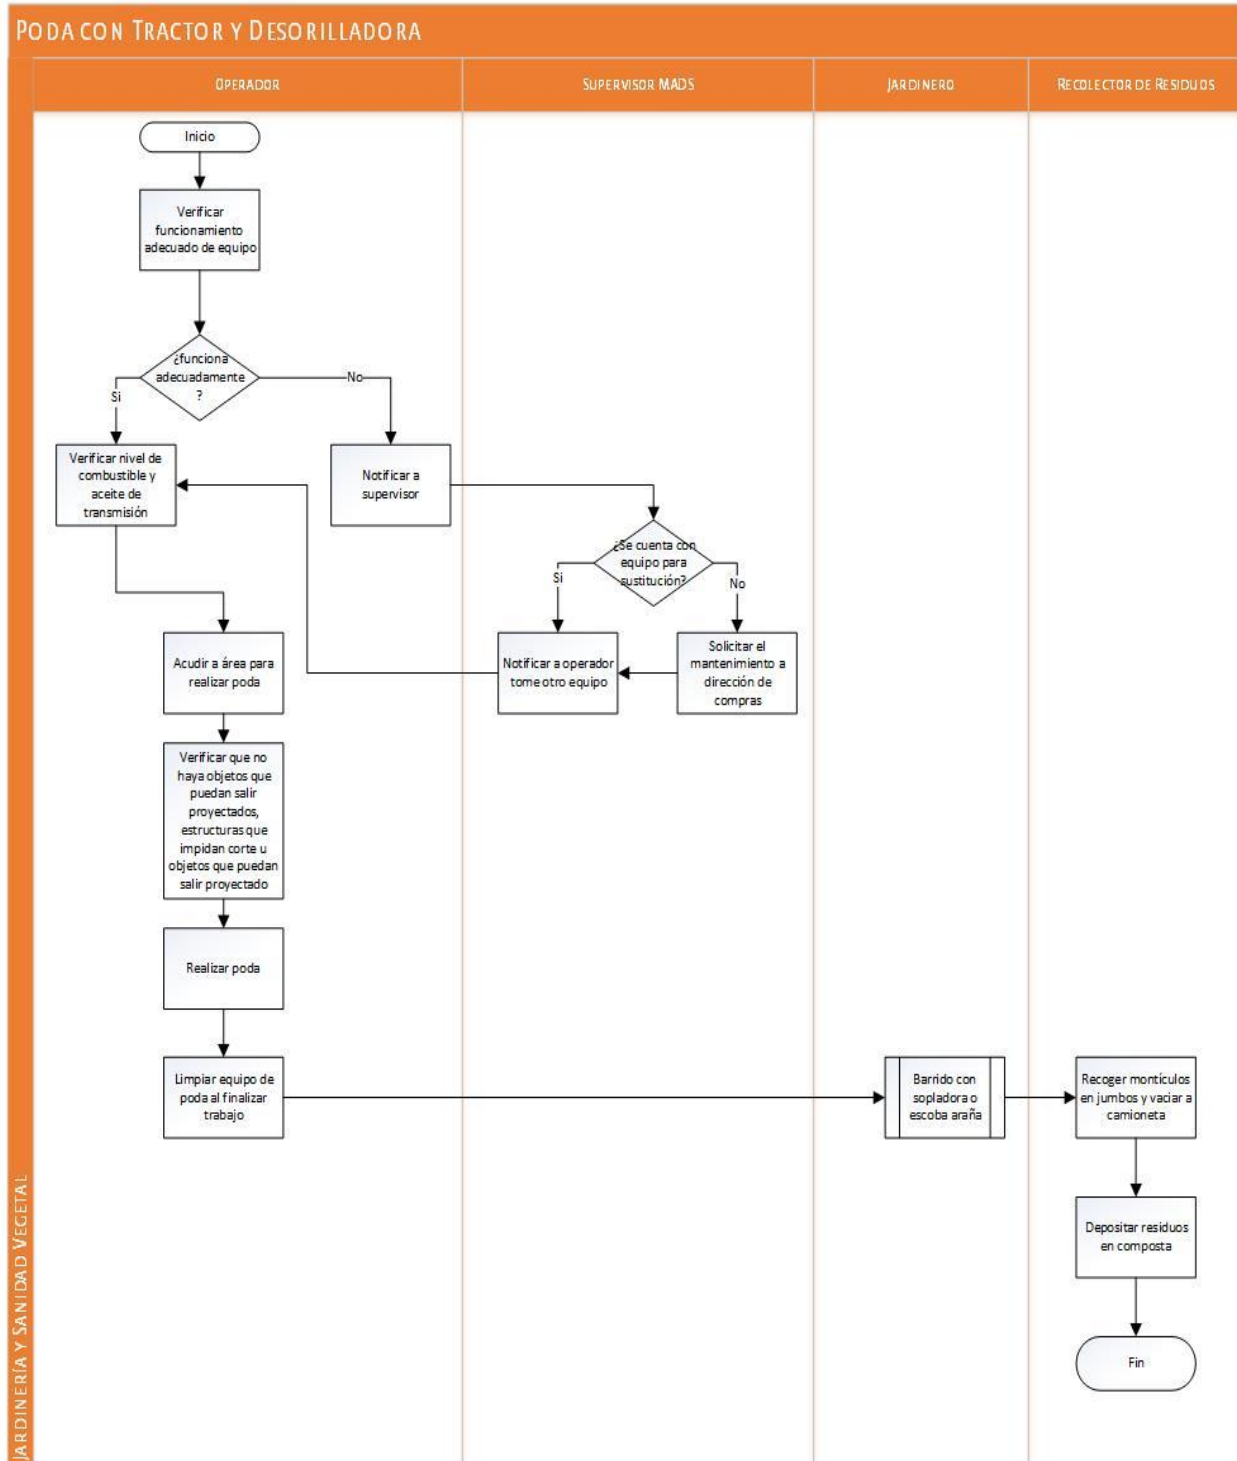 PODA CON TRACTOR Y DESORILLADORA
OPERADOR
SUPERVISOR MADS
JARDINERO
RECOLECTOR DE RESIDUOS
Inicio
Verificar
funcionamiento
adecuado de equipo
¿funciona
adecuadamente
?
Si
No
Verificar nivel de
combustible y
aceite de
transmisión
Notificar a
supervisor
¿Se cuenta con
equipo para
sustitución?
Si
No
Acudir a área para
realizar poda
Notificar a operador
tome otro equipo
Solicitar el
mantenimiento a
dirección de
compras
Verificar que no
haya objetos que
puedan salir
proyectados,
estructuras que
impidan corte u
objetos que puedan
salir proyectado
Realizar poda
Limpiar equipo de
poda al finalizar
trabajo
Barrido con
sopladora o
escoba araña
Recoger montículos
en jumbos y vaciar a
camioneta
Depositar residuos
en composta
Fin
JARDINERÍA Y SANIDAD VEGETAL